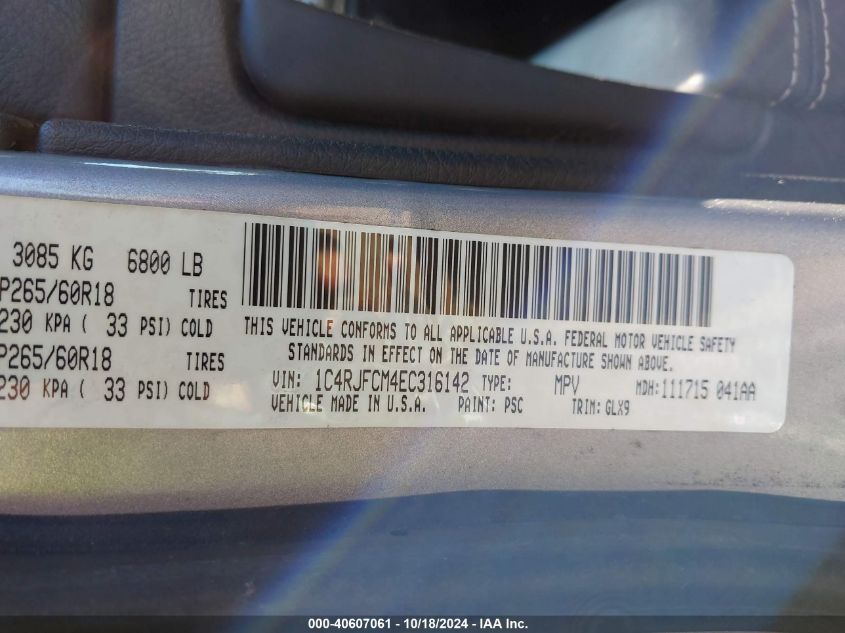 3085 KG 6800 LB
P265/60R18 TIRES
230 KPA ( 33 PSI) COLD
P265/60R18 TIRES
230 KPA ( 33 PSI) COLD
THIS VEHICLE CONFORMS TO ALL APPLICABLE U.S.A. FEDERAL MOTOR VEHICLE SAFETY
STANDARDS IN EFFECT ON THE DATE OF MANUFACTURE SHOWN ABOVE.
VIN: 1C4RJFCM4EC316142 TYPE: MPV MDH:111715 041AA
VEHICLE MADE IN U.S.A. PAINT: PSC TRIM: GLX9
000-40607061 - 10/18/2024 - IAA Inc.